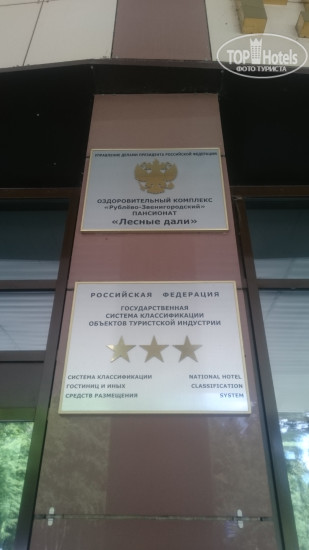 TOP Hotels
ФОТО ТУРИСТА
УПРАВЛЕНИЕ ДЕЛАМИ ПРЕЗИДЕНТА РОССИЙСКОЙ ФЕДЕРАЦИИ
ОЗДОРОВИТЕЛЬНЫЙ КОМПЛЕКС
«Рублёво-Звенигородский»
ПАНСИОНАТ
«Лесные дали»
РОССИЙСКАЯ ФЕДЕРАЦИЯ
ГОСУДАРСТВЕННАЯ
СИСТЕМА КЛАССИФИКАЦИИ
ОБЪЕКТОВ ТУРИСТСКОЙ ИНДУСТРИИ
СИСТЕМА КЛАССИФИКАЦИИ NATIONAL HOTEL
ГОСТИНИЦ И ИНЫХ CLASSIFICATION
СРЕДСТВ РАЗМЕЩЕНИЯ SYSTEM